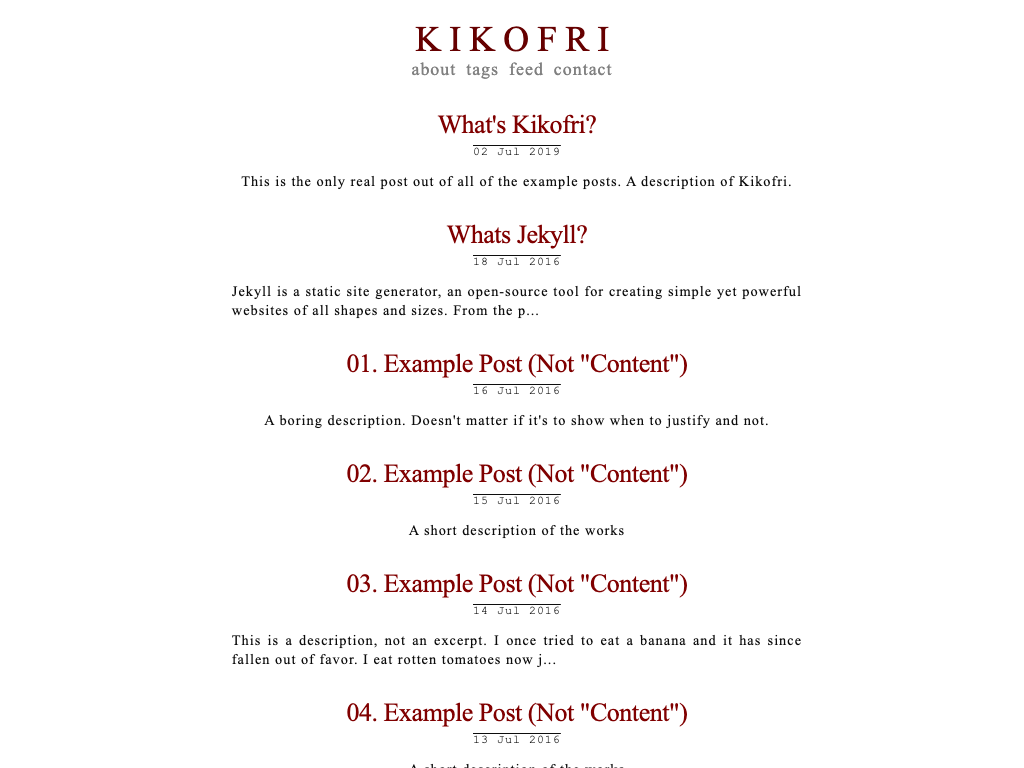 KIKOFRI
about tags feed contact
What's Kikofri?
02 Jul 2019
This is the only real post out of all of the example posts. A description of Kikofri.
Whats Jekyll?
18 Jul 2016
Jekyll is a static site generator, an open-source tool for creating simple yet powerful
websites of all shapes and sizes. From the p...
01. Example Post (Not "Content")
16 Jul 2016
A boring description. Doesn't matter if it's to show when to justify and not.
02. Example Post (Not "Content")
15 Jul 2016
A short description of the works
03. Example Post (Not "Content")
14 Jul 2016
This is a description, not an excerpt. I once tried to eat a banana and it has since
fallen out of favor. I eat rotten tomatoes now j...
04. Example Post (Not "Content")
13 Jul 2016